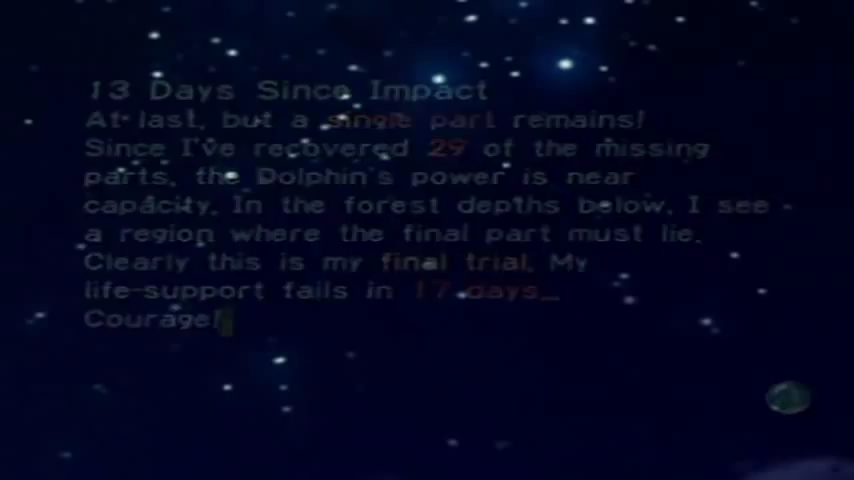 13 Days Since Impact
At last, but a single part remains!
Since I've recovered 29 of the missing
parts, the Dolphin's power is near
capacity. In the forest depths below, I see
a region where the final part must lie.
Clearly this is my final trial. My
life-support fails in 17 days...
Courage!